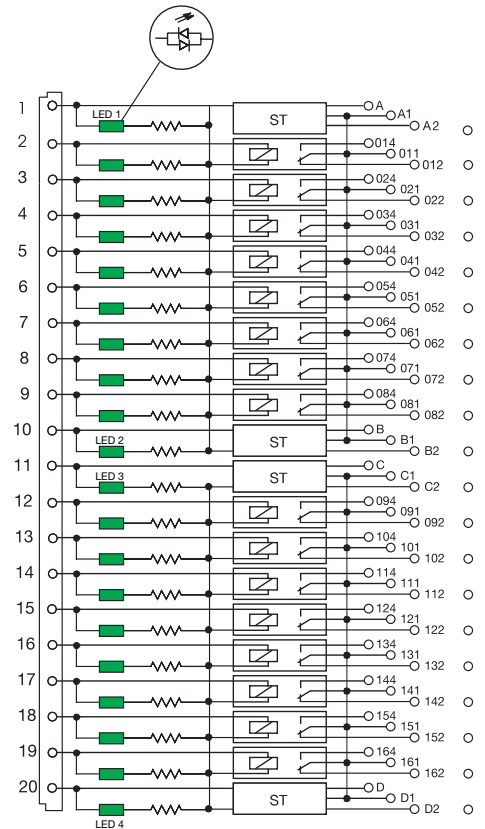 1 LED 1 ST A A1 A2
2 014 011 012
3 024 021 022
4 034 031 032
5 044 041 042
6 054 051 052
7 064 061 062
8 074 071 072
9 084 081 082
10 LED 2 ST B B1 B2
11 LED 3 ST C C1 C2
12 094 091 092
13 104 101 102
14 114 111 112
15 124 121 122
16 134 131 132
17 144 141 142
18 154 151 152
19 164 161 162
20 ST D D1 D2
LED 4